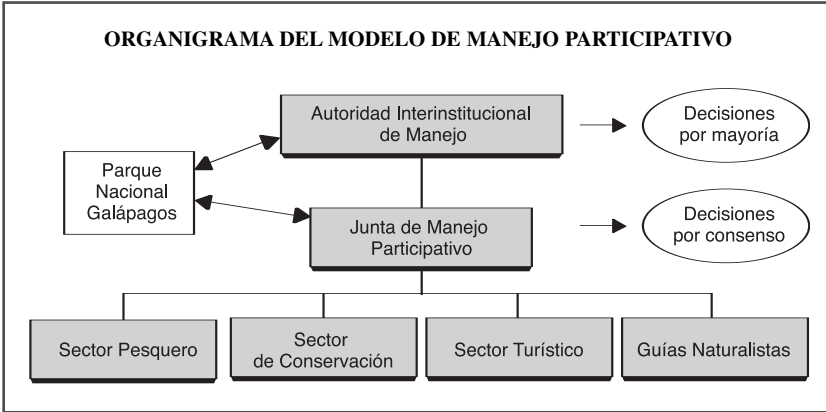 ORGANIGRAMA DEL MODELO DE MANEJO PARTICIPATIVO
Autoridad Interinstitucional
de Manejo
Decisiones
por mayoría
Parque
Nacional
Galápagos
Junta de Manejo
Participativo
Decisiones
por consenso
Sector Pesquero
Sector
de Conservación
Sector Turístico
Guías Naturalistas